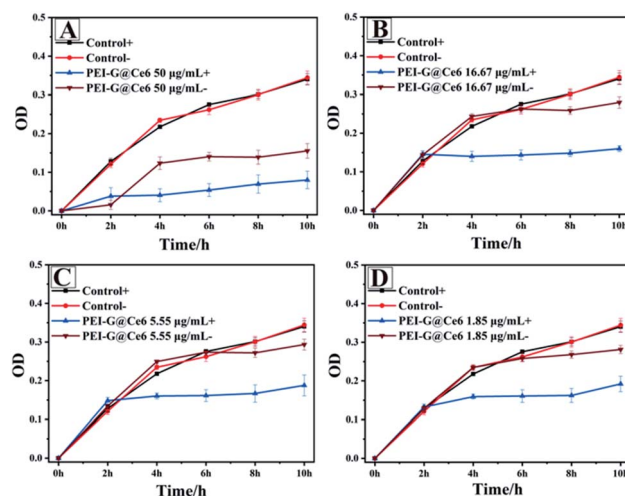 A
Control+
Control-
PEI-G@Ce6 50 μg/mL+
PEI-G@Ce6 50 μg/mL-
OD
0.5
0.4
0.3
0.2
0.1
0.0
0h 2h 4h 6h 8h 10h
Time/h
B
Control+
Control-
PEI-G@Ce6 16.67 μg/mL+
PEI-G@Ce6 16.67 μg/mL-
OD
0.5
0.4
0.3
0.2
0.1
0.0
0h 2h 4h 6h 8h 10h
Time/h
C
Control+
Control-
PEI-G@Ce6 5.55 μg/mL+
PEI-G@Ce6 5.55 μg/mL-
OD
0.5
0.4
0.3
0.2
0.1
0.0
0h 2h 4h 6h 8h 10h
Time/h
D
Control+
Control-
PEI-G@Ce6 1.85 μg/mL+
PEI-G@Ce6 1.85 μg/mL-
OD
0.5
0.4
0.3
0.2
0.1
0.0
0h 2h 4h 6h 8h 10h
Time/h